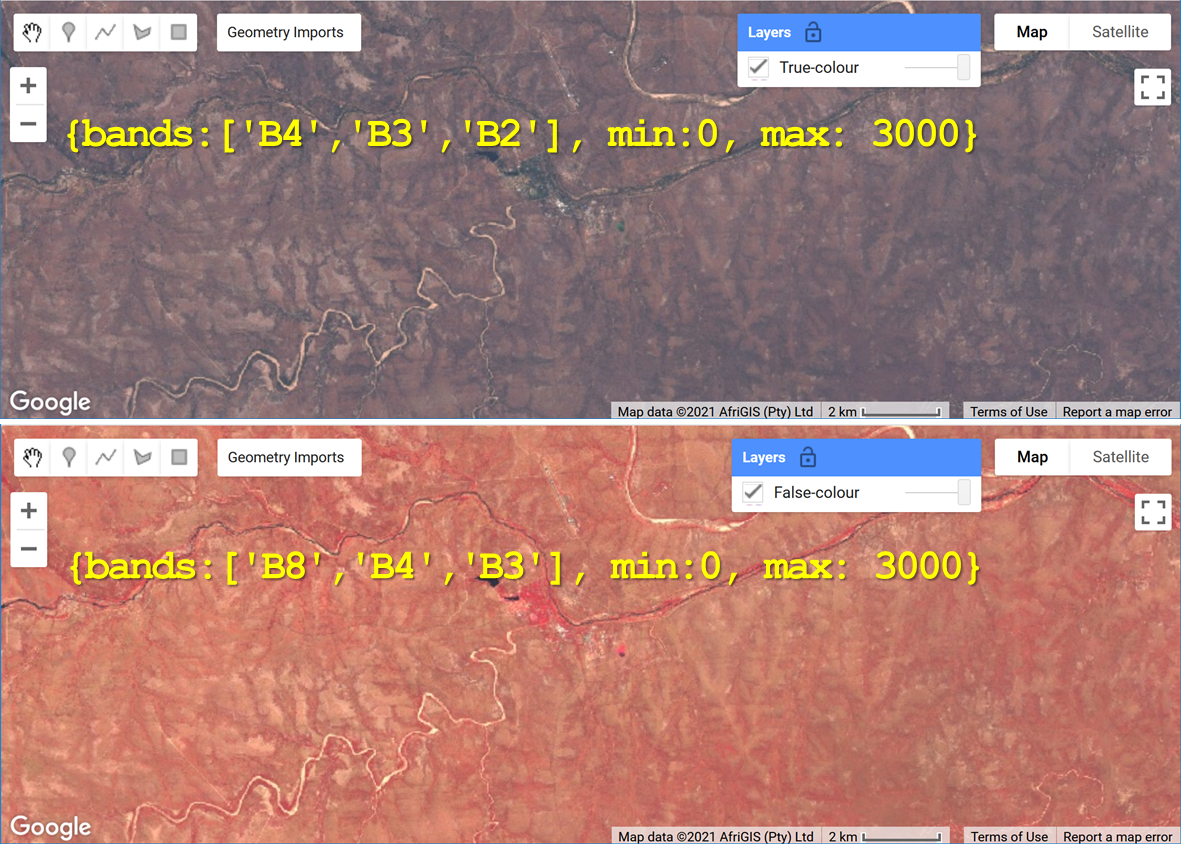 Geometry Imports
Layers
Map Satellite
True-colour
{bands:['B4','B3','B2'], min:0, max: 3000}
Google
Map data ©2021 AfriGIS (Pty) Ltd 2 km Terms of Use Report a map error
Geometry Imports
Layers
Map Satellite
False-colour
{bands:['B8','B4','B3'], min:0, max: 3000}
Google
Map data ©2021 AfriGIS (Pty) Ltd 2 km Terms of Use Report a map error